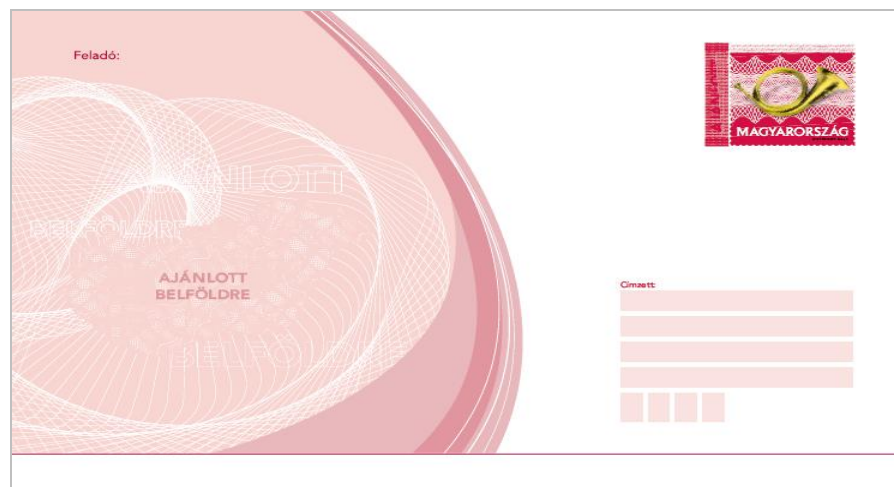 Feladó:
MAGYARORSZÁG
AJÁNLOTT
BELFÖLDRE
AJÁNLOTT
BELFÖLDRE
BELFÖLDRE
Címzett: